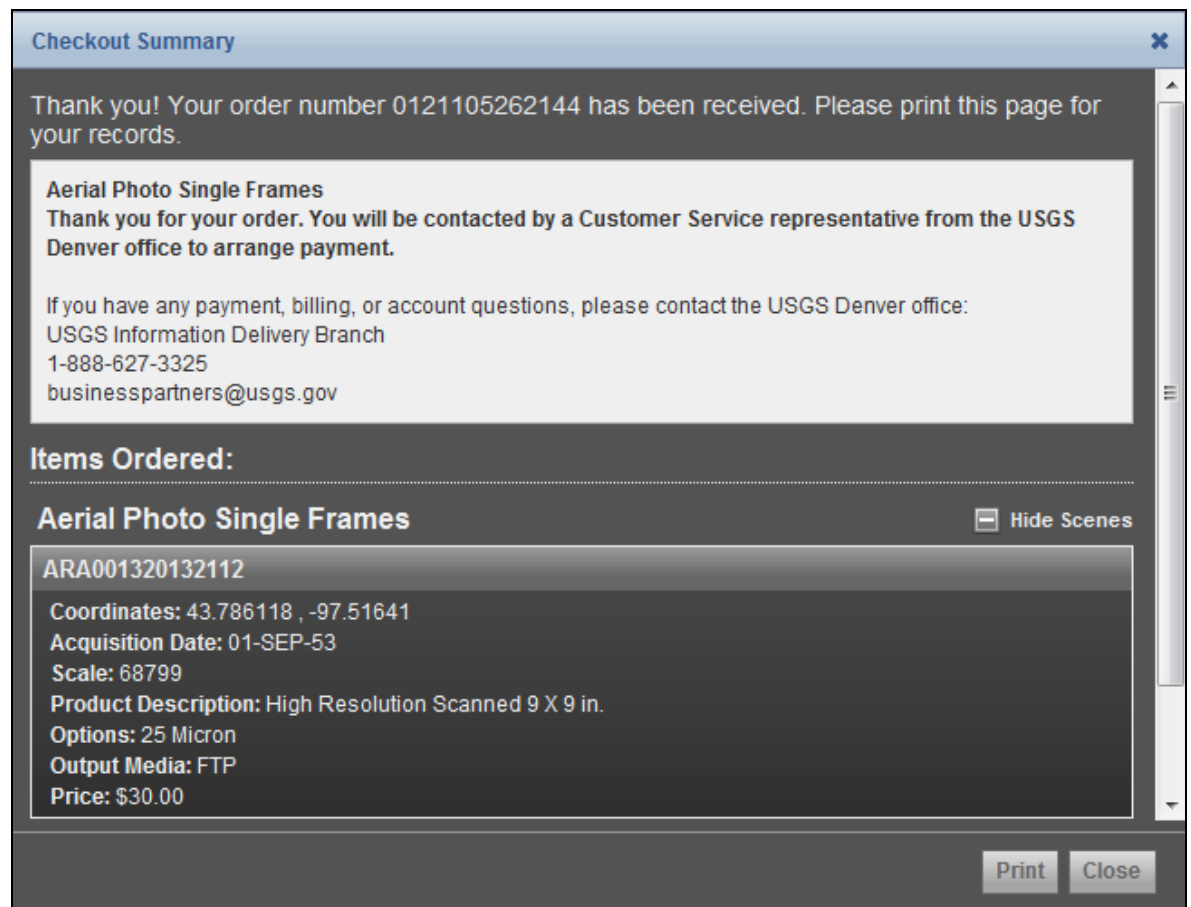 Checkout Summary
Thank you! Your order number 0121105262144 has been received. Please print this page for
your records.
Aerial Photo Single Frames
Thank you for your order. You will be contacted by a Customer Service representative from the USGS
Denver office to arrange payment.
If you have any payment, billing, or account questions, please contact the USGS Denver office:
USGS Information Delivery Branch
1-888-627-3325
businesspartners@usgs.gov
Items Ordered:
Aerial Photo Single Frames
Hide Scenes
ARA001320132112
Coordinates: 43.786118 , -97.51641
Acquisition Date: 01-SEP-53
Scale: 68799
Product Description: High Resolution Scanned 9 X 9 in.
Options: 25 Micron
Output Media: FTP
Price: $30.00
Print Close